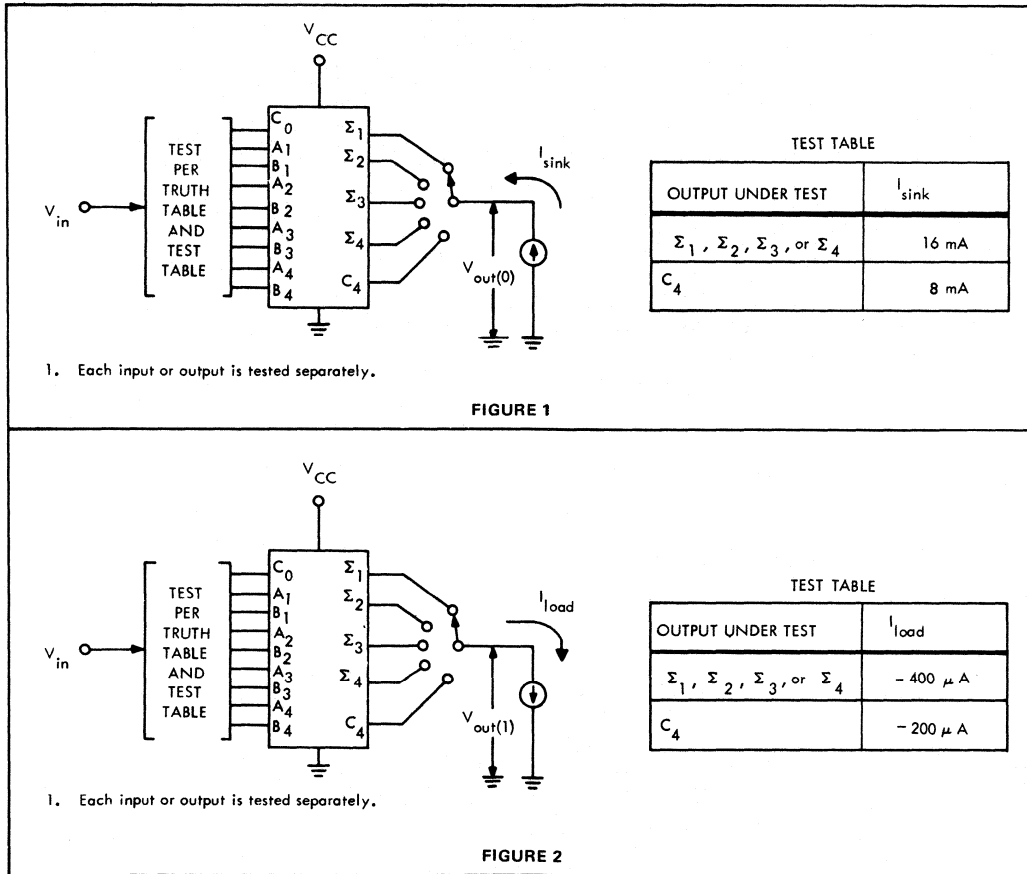 V_CC
V_in
TEST
PER
TRUTH
TABLE
AND
TEST
TABLE
C_0
A_1
B_1
A_2
B_2
A_3
B_3
A_4
B_4
Σ_1
Σ_2
Σ_3
Σ_4
C_4
I_sink
V_out(0)
TEST TABLE
OUTPUT UNDER TEST I_sink
Σ_1 , Σ_2 , Σ_3 , or Σ_4 16 mA
C_4 8 mA
1. Each input or output is tested separately.
FIGURE 1
V_CC
V_in
TEST
PER
TRUTH
TABLE
AND
TEST
TABLE
C_0
A_1
B_1
A_2
B_2
A_3
B_3
A_4
B_4
Σ_1
Σ_2
Σ_3
Σ_4
C_4
I_load
V_out(1)
TEST TABLE
OUTPUT UNDER TEST I_load
Σ_1 , Σ_2 , Σ_3 , or Σ_4 - 400 μ A
C_4 - 200 μ A
1. Each input or output is tested separately.
FIGURE 2